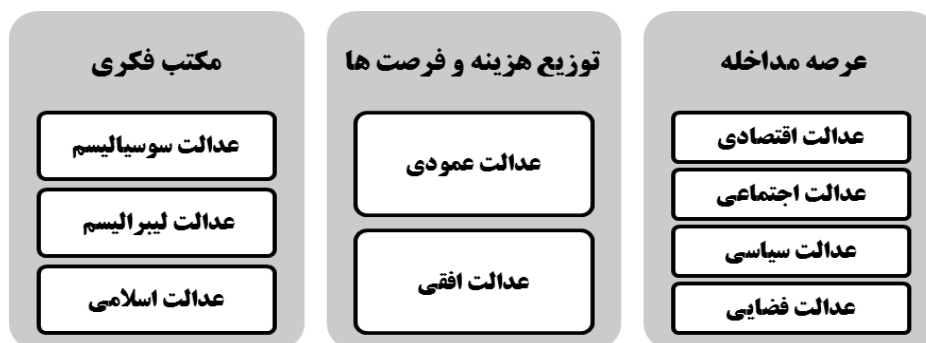 عرصه مداخله
عدالت اقتصادی
عدالت اجتماعی
عدالت سیاسی
عدالت فضایی
توزیع هزینه و فرصت ها
عدالت عمودی
عدالت افقی
مکتب فکری
عدالت سوسیالیسم
عدالت لیبرالیسم
عدالت اسلامی